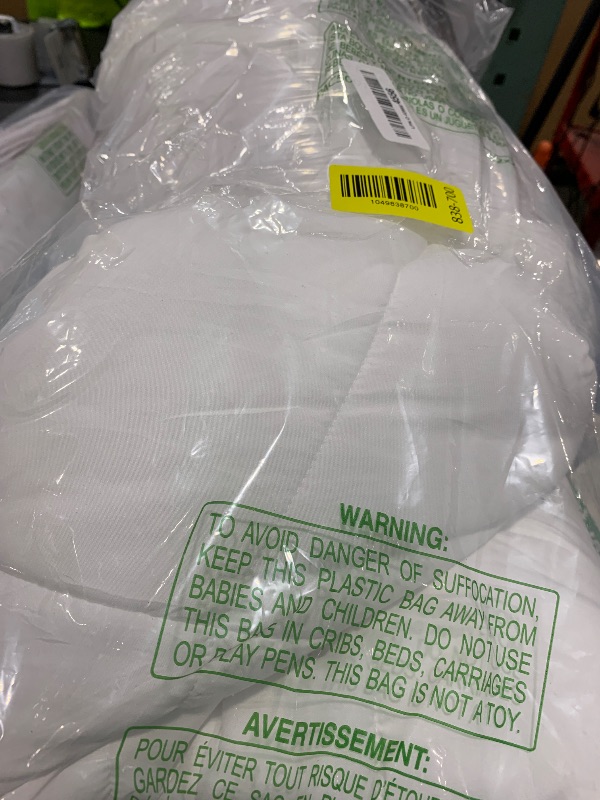 1049838700
838-700
WARNING:
TO AVOID DANGER OF SUFFOCATION,
KEEP THIS PLASTIC BAG AWAY FROM
BABIES AND CHILDREN. DO NOT USE
THIS BAG IN CRIBS, BEDS, CARRIAGES
OR PLAY PENS. THIS BAG IS NOT A TOY.
AVERTISSEMENT:
POUR ÉVITER TOUT RISQUE D'ÉTOU
GARDEZ CE SAC